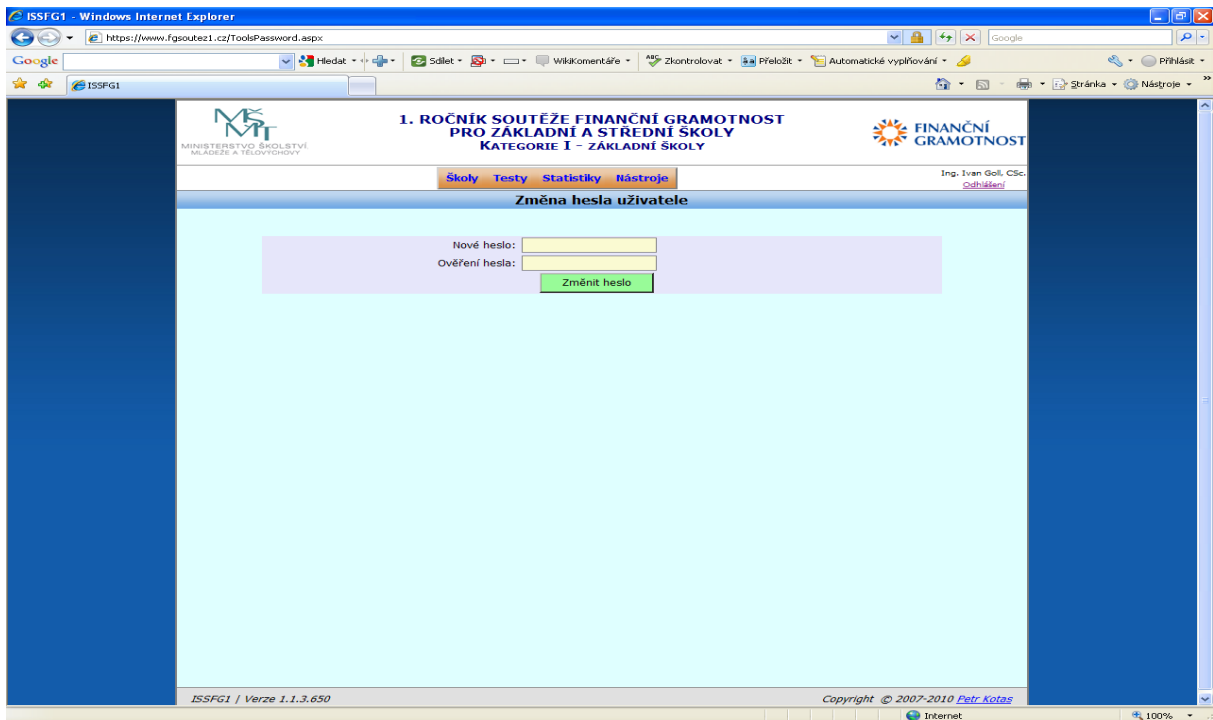 ISSFG1 - Windows Internet Explorer
https://www.fgsoutez1.cz/ToolsPassword.aspx
Google
Google
Hledat
Sdílet
WikiKomentáře
ABC
Zkontrolovat
Přeložit
Automatické vyplňování
Přihlásit
ISSFG1
Stránka
Nástroje
MINISTERSTVO ŠKOLSTVÍ
MLÁDEŽE A TĚLOVÝCHOVY
1. ROČNÍK SOUTĚŽE FINANČNÍ GRAMOTNOST
PRO ZÁKLADNÍ A STŘEDNÍ ŠKOLY
KATEGORIE I - ZÁKLADNÍ ŠKOLY
FINANČNÍ
GRAMOTNOST
Školy Testy Statistiky Nástroje
Ing. Ivan Goll, CSc.
Odhlášení
Změna hesla uživatele
Nové heslo:
Ověření hesla:
Změnit heslo
ISSFG1 | Verze 1.1.3.650
Copyright © 2007-2010 Petr Kotas
Internet
100%